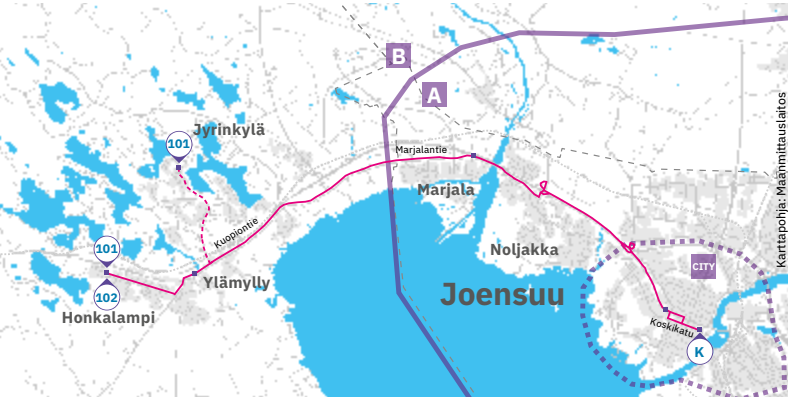 B
A
Jyrinkylä
101
Marjalantie
Marjala
Kuopiontie
Noljakka
101
102
Ylämylly
Honkalampi
Joensuu
CITY
Koskikatu
K
Karttapohja: Maanmittauslaitos